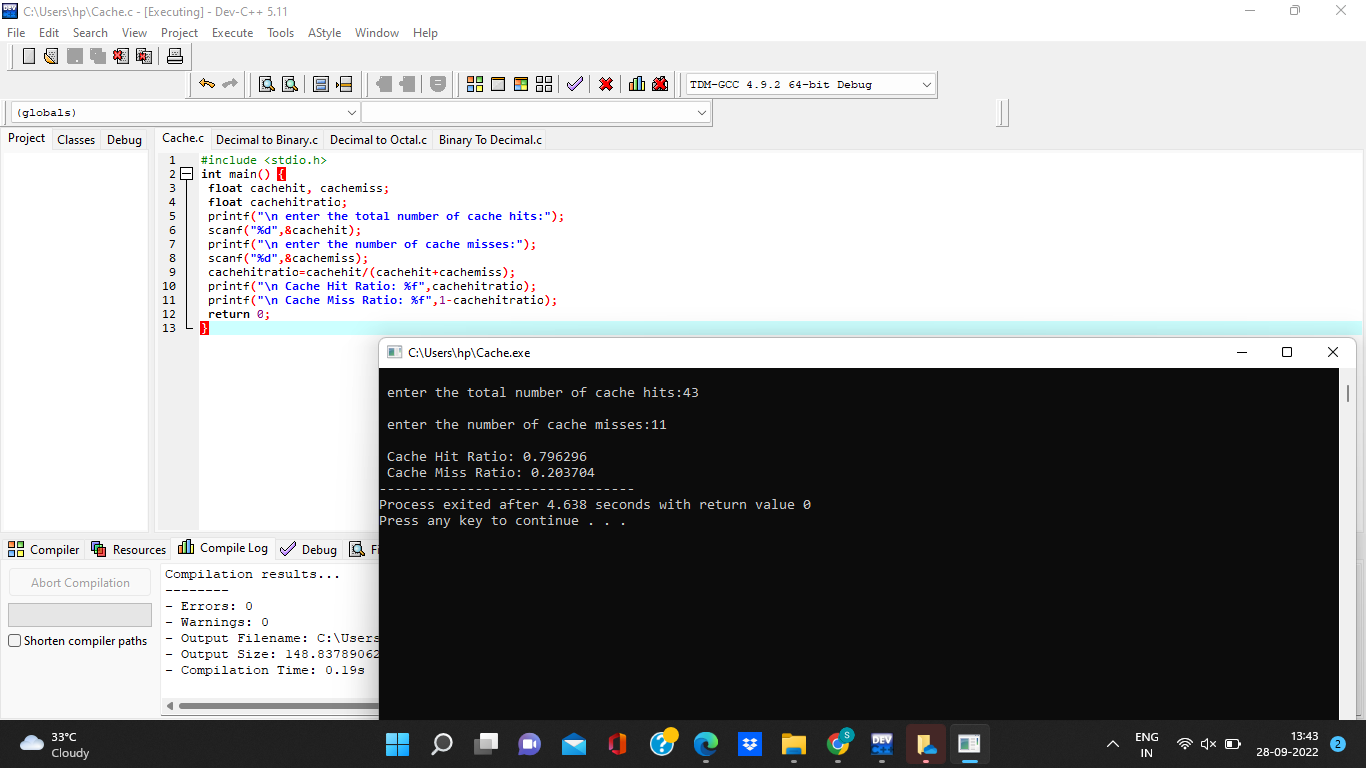 C:\Users\hp\Cache.c - [Executing] - Dev-C++ 5.11
File Edit Search View Project Execute Tools AStyle Window Help
TDM-GCC 4.9.2 64-bit Debug
(globals)
Project Classes Debug
Cache.c Decimal to Binary.c Decimal to Octal.c Binary To Decimal.c
1 #include <stdio.h>
2 int main() {
3 float cachehit, cachemiss;
4 float cachehitratio;
5 printf("\n enter the total number of cache hits:");
6 scanf("%d",&cachehit);
7 printf("\n enter the number of cache misses:");
8 scanf("%d",&cachemiss);
9 cachehitratio=cachehit/(cachehit+cachemiss);
10 printf("\n Cache Hit Ratio: %f",cachehitratio);
11 printf("\n Cache Miss Ratio: %f",1-cachehitratio);
12 return 0;
13 }
C:\Users\hp\Cache.exe
enter the total number of cache hits:43
enter the number of cache misses:11
Cache Hit Ratio: 0.796296
Cache Miss Ratio: 0.203704
--------------------------------
Process exited after 4.638 seconds with return value 0
Press any key to continue . . .
Compiler Resources Compile Log Debug Fi
Abort Compilation
Shorten compiler paths
Compilation results...
--------
- Errors: 0
- Warnings: 0
- Output Filename: C:\Users
- Output Size: 148.83789062
- Compilation Time: 0.19s
33°C
Cloudy
DEV
S
ENG
IN
13:43
28-09-2022
2